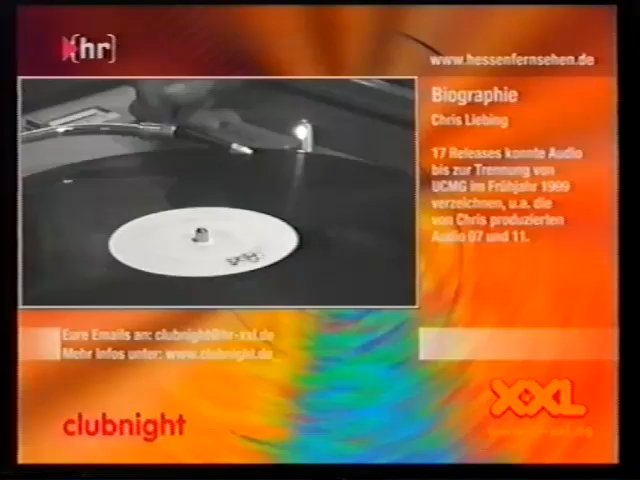 hr
www.hessenfernsehen.de
Biographie
Chris Liebing
17 Releases konnte Audio
bis zur Trennung von
UCMG im Frühjahr 1999
verzeichnen, u.a. die
von Chris produzierten
Audio 07 und 11.
Eure Emails an: clubnight@hr-xxl.de
Mehr Infos unter: www.clubnight.de
clubnight
XXL